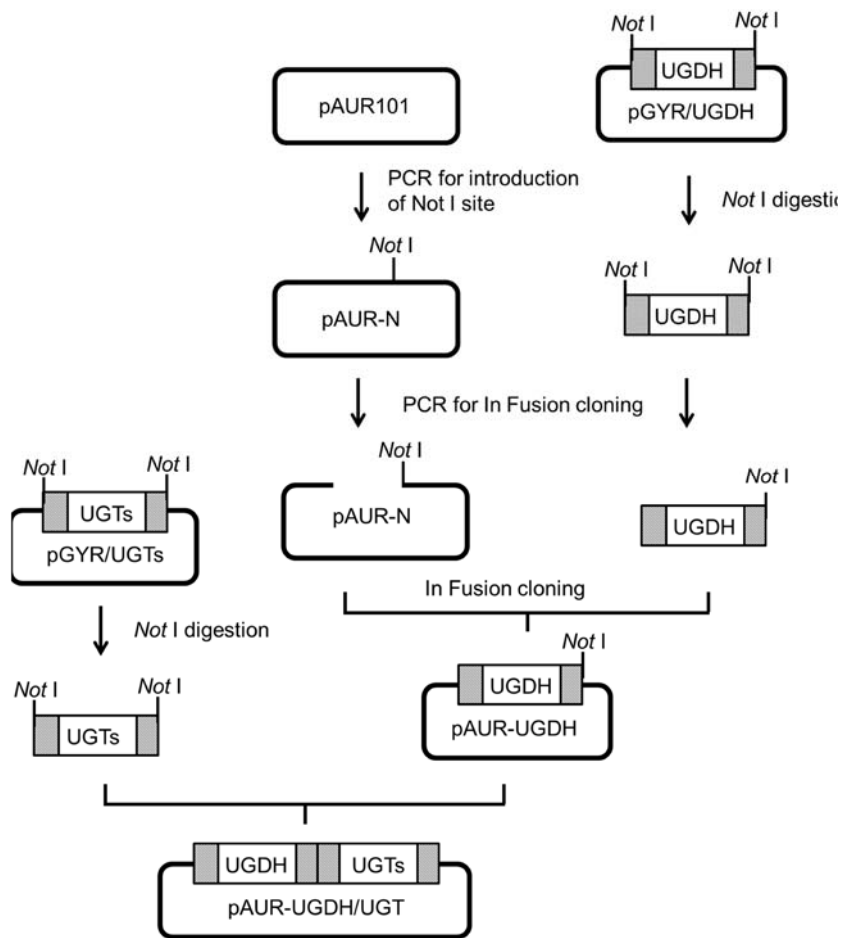 Not I
Not I
UGDH
pAUR101
pGYR/UGDH
PCR for introduction
of Not I site
Not I digesti
Not I
Not I
Not I
pAUR-N
UGDH
PCR for In Fusion cloning
Not I
Not I
Not I
Not I
UGTs
pAUR-N
UGDH
pGYR/UGTs
In Fusion cloning
Not I digestion
Not I
Not I
Not I
UGDH
UGTs
pAUR-UGDH
UGDH
UGTs
pAUR-UGDH/UGT